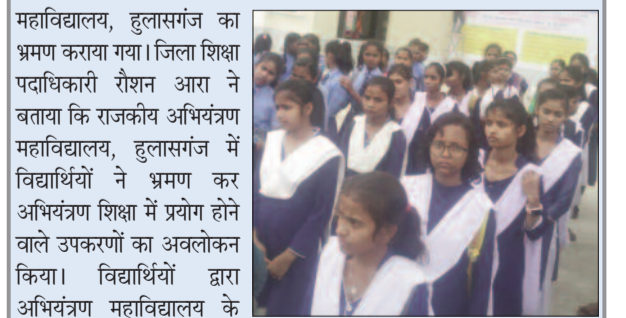 महाविद्यालय, हुलासगंज का
भ्रमण कराया गया। जिला शिक्षा
पदाधिकारी रौशन आरा ने
बताया कि राजकीय अभियंत्रण
महाविद्यालय, हुलासगंज में
विद्यार्थियों ने भ्रमण कर
अभियंत्रण शिक्षा में प्रयोग होने
वाले उपकरणों का अवलोकन
किया। विद्यार्थियों द्वारा
अभियंत्रण महाविद्यालय के